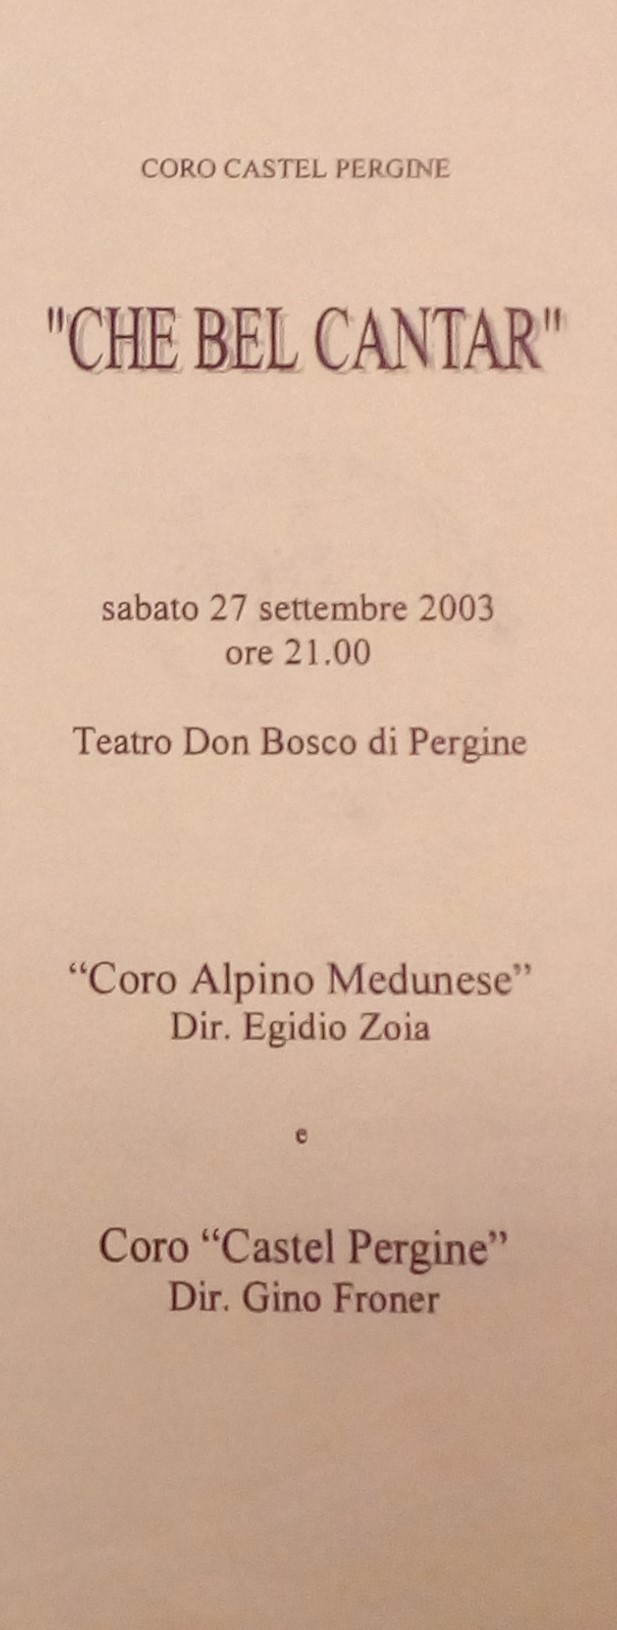 CORO CASTEL PERGINE
"CHE BEL CANTAR"
sabato 27 settembre 2003
ore 21.00
Teatro Don Bosco di Pergine
“Coro Alpino Medunese”
Dir. Egidio Zoia
e
Coro “Castel Pergine”
Dir. Gino Froner